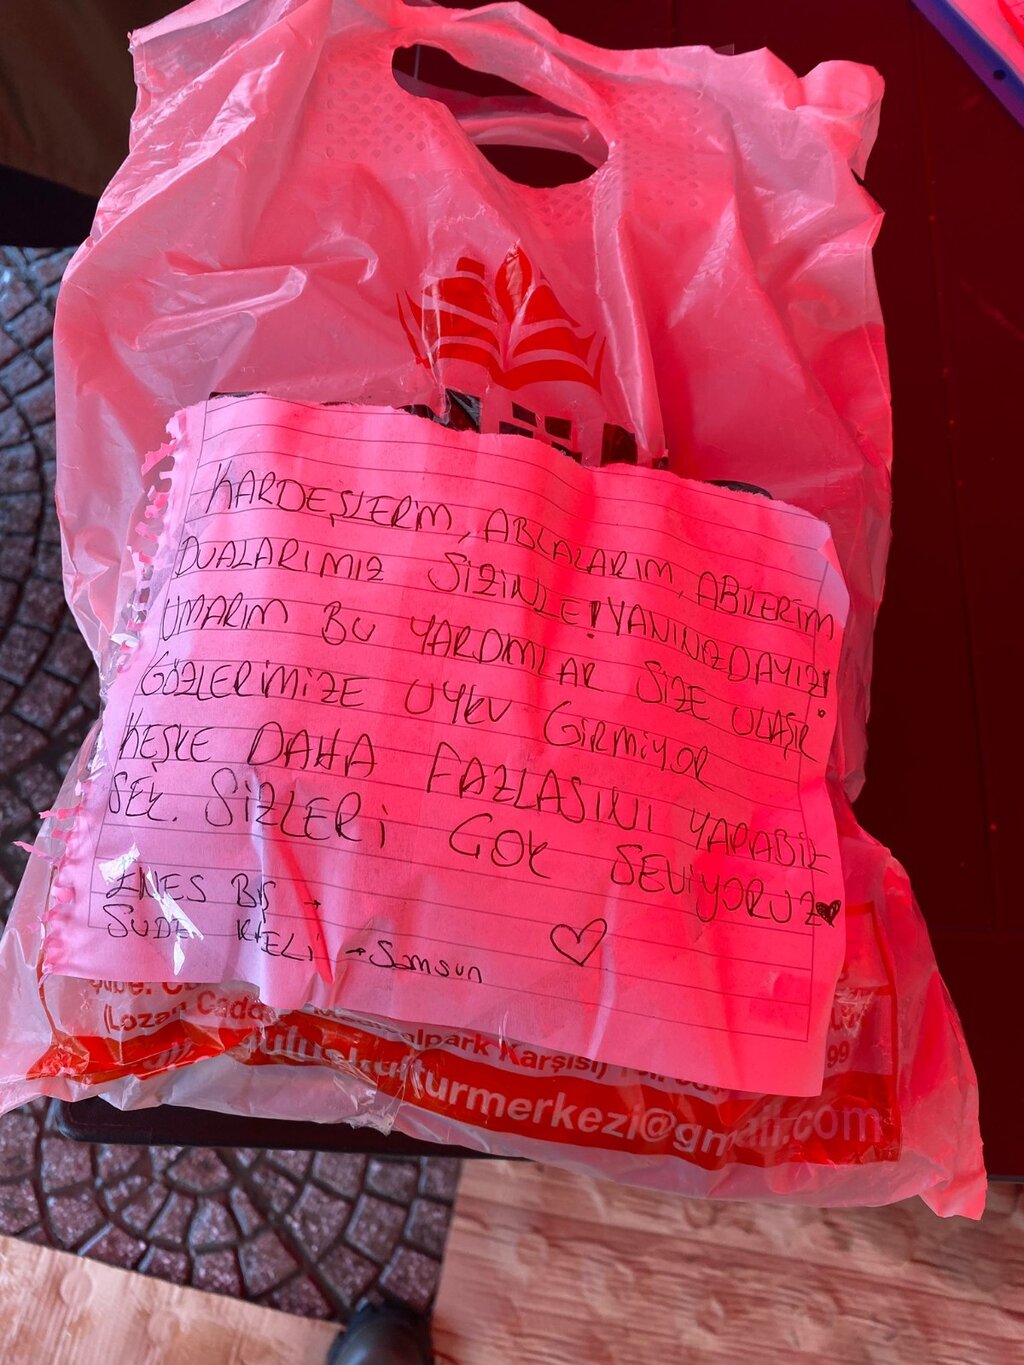 KARDEŞLERİM, ABLALARIM, ABİLERİM
DUALARIMIZ SİZİNLE! YANINIZDAYIZ!
UMARIM BU YARDIMLAR SİZE ULAŞIR.
GÖZLERİMİZE UYKU GİRMİYOR
KEŞKE DAHA FAZLASINI YAPABİL
SEK. SİZLERİ ÇOK SEVİYORUZ
ENES
SUDE → Samsun
Karşısı)
kulturmerkezi@gmail.com
99